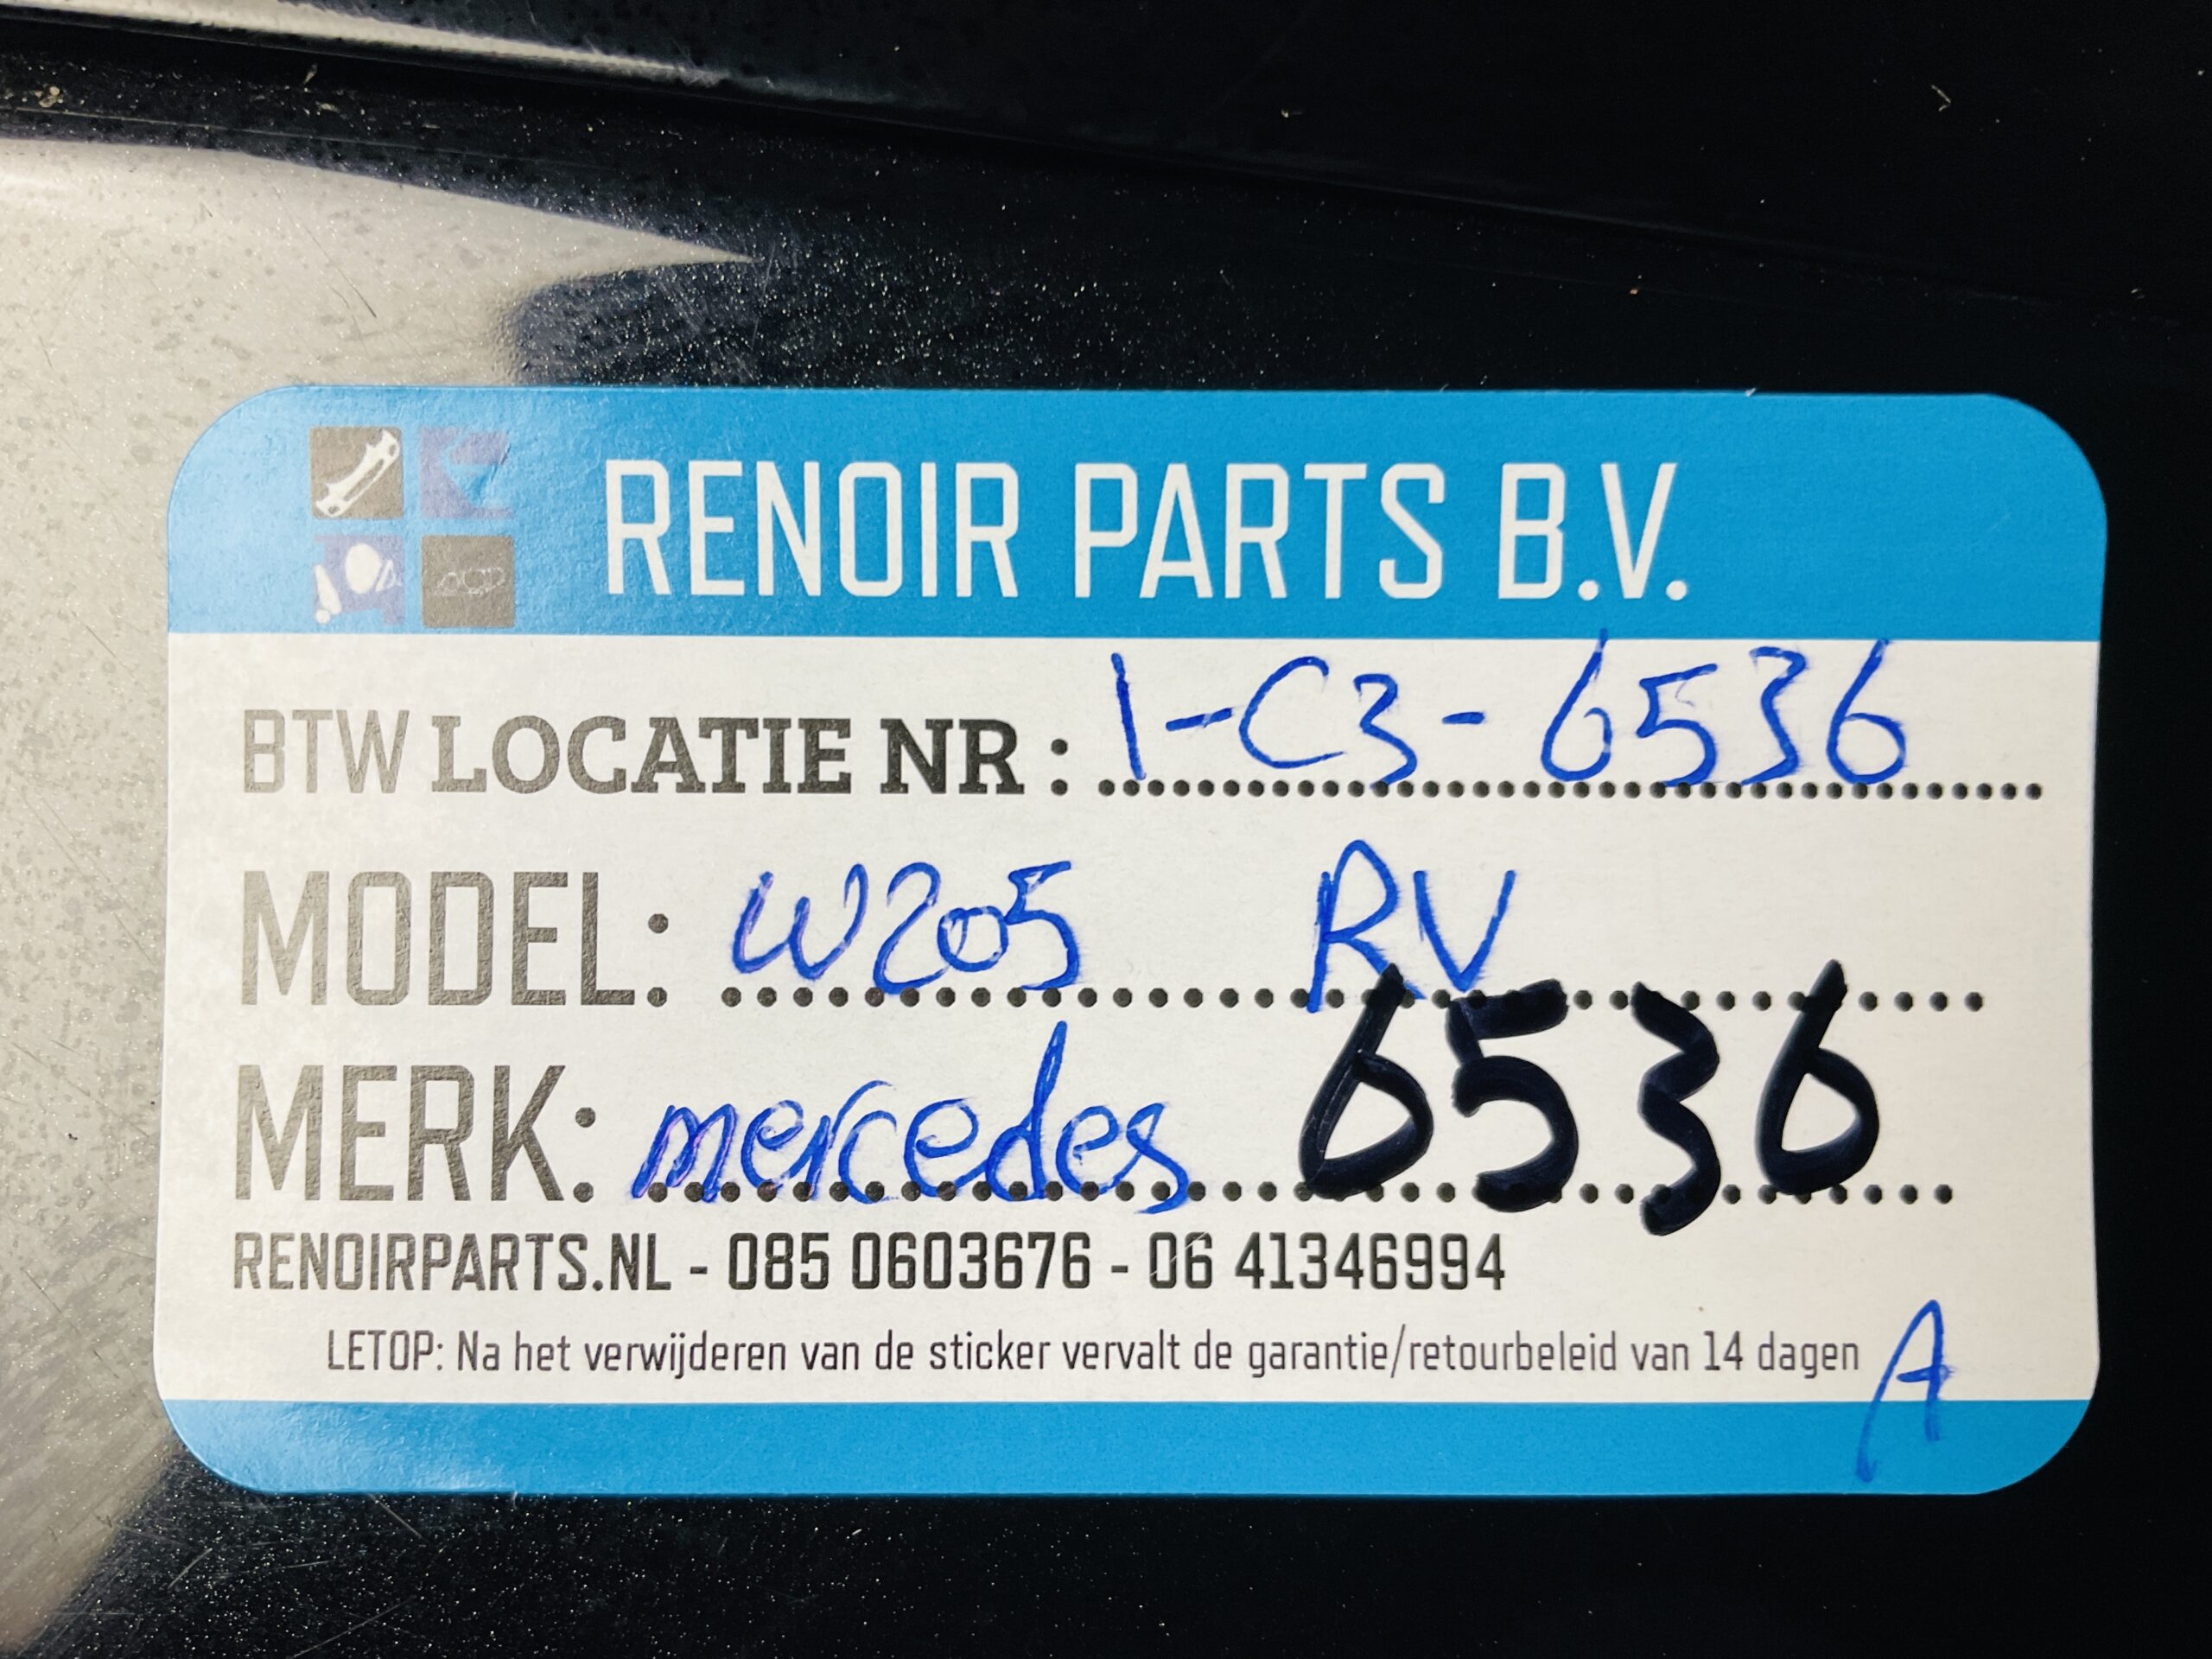 RENOIR PARTS B.V.
BTW LOCATIE NR : 1-C3-6536
MODEL: W205 RV
MERK: mercedes 6536
RENOIRPARTS.NL - 085 0603676 - 06 41346994
LETOP: Na het verwijderen van de sticker vervalt de garantie/retourbeleid van 14 dagen
A